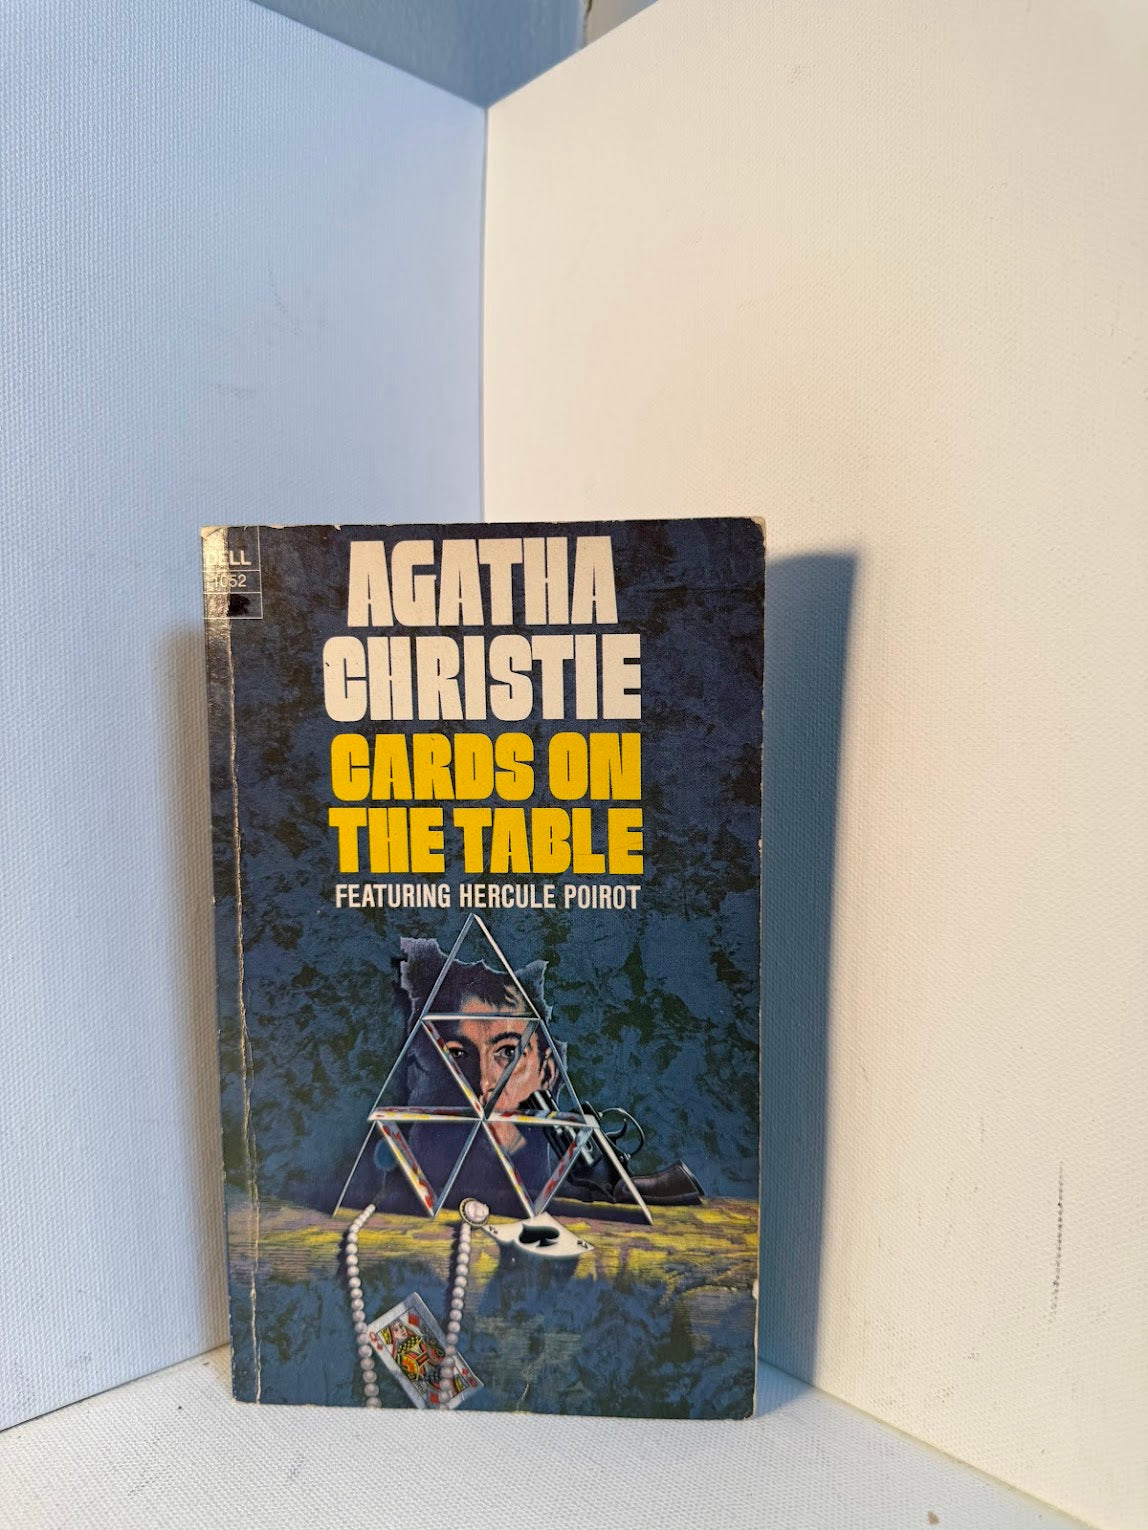 DELL
1052
AGATHA
CHRISTIE
CARDS ON
THE TABLE
FEATURING HERCULE POIROT